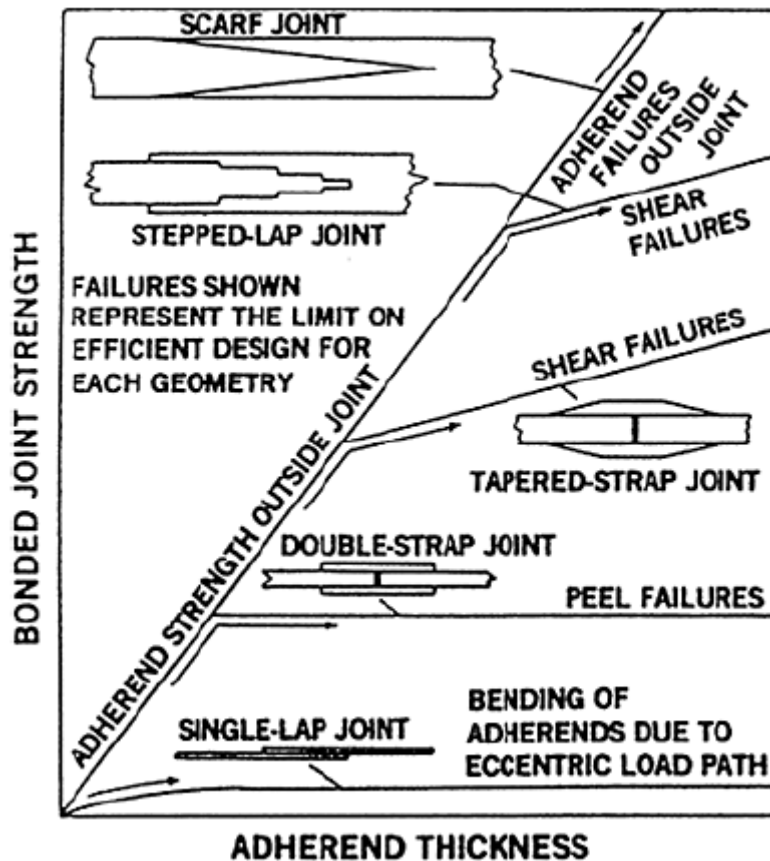 SCARF JOINT
ADHEREND
FAILURES
OUTSIDE
JOINT
STEPPED-LAP JOINT
SHEAR
FAILURES
FAILURES SHOWN
REPRESENT THE LIMIT ON
EFFICIENT DESIGN FOR
EACH GEOMETRY
SHEAR FAILURES
TAPERED-STRAP JOINT
ADHEREND STRENGTH OUTSIDE JOINT
DOUBLE-STRAP JOINT
PEEL FAILURES
SINGLE-LAP JOINT
BENDING OF
ADHERENDS DUE TO
ECCENTRIC LOAD PATH
BONDED JOINT STRENGTH
ADHEREND THICKNESS